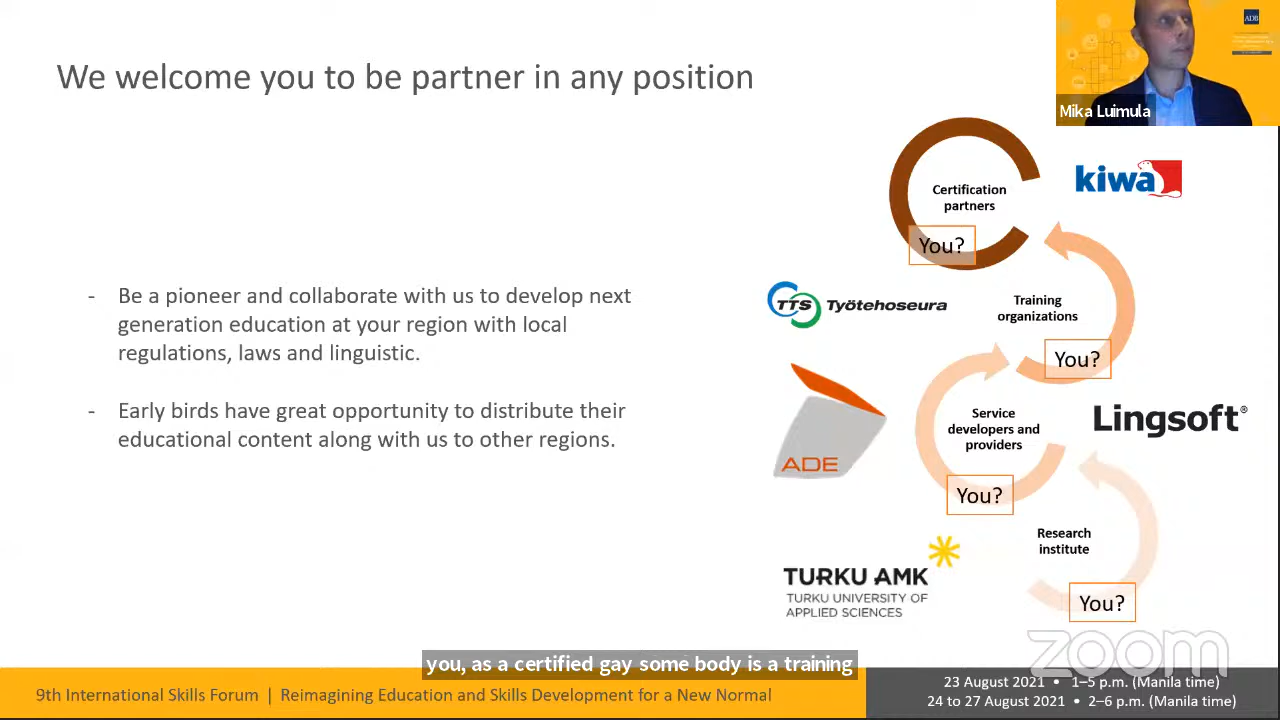 We welcome you to be partner in any position
ADB
Mika Luimula
Certification
partners
You?
kiwa
TTS Työtehoseura
Training
organizations
You?
- Be a pioneer and collaborate with us to develop next
generation education at your region with local
regulations, laws and linguistic.
- Early birds have great opportunity to distribute their
educational content along with us to other regions.
ADE
Service
developers and
providers
You?
Lingsoft®
Research
institute
You?
TURKU AMK
TURKU UNIVERSITY OF
APPLIED SCIENCES
zoom
you, as a certified gay some body is a training
9th International Skills Forum | Reimagining Education and Skills Development for a New Normal
23 August 2021 • 1–5 p.m. (Manila time)
24 to 27 August 2021 • 2–6 p.m. (Manila time)